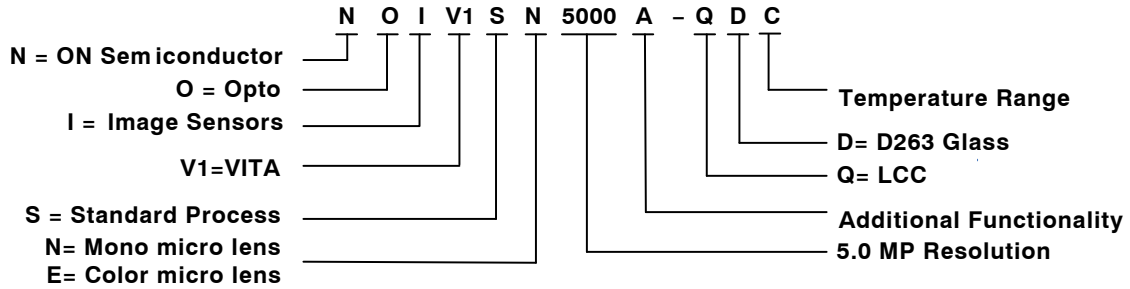 N O I V1 S N 5000 A - Q D C
N = ON Semiconductor
O = Opto
I = Image Sensors
V1=VITA
S = Standard Process
N= Mono micro lens
E= Color micro lens
Temperature Range
D= D263 Glass
Q= LCC
Additional Functionality
5.0 MP Resolution